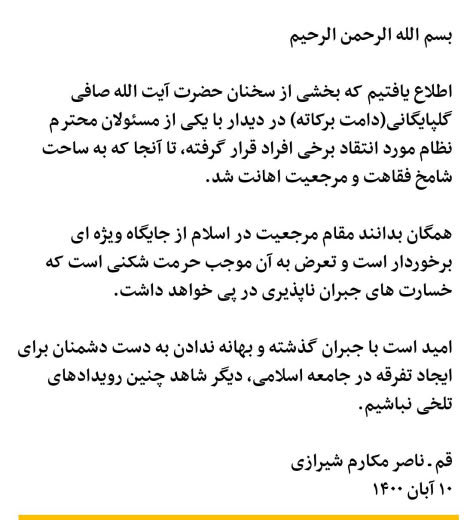 بسم الله الرحمن الرحیم
اطلاع یافتیم که بخشی از سخنان حضرت آیت الله صافی
گلپایگانی(دامت برکاته) در دیدار با یکی از مسئولان محترم
نظام مورد انتقاد برخی افراد قرار گرفته، تا آنجا که به ساحت
شامخ فقاهت و مرجعیت اهانت شد.
همگان بدانند مقام مرجعیت در اسلام از جایگاه ویژه ای
برخوردار است و تعرض به آن موجب حرمت شکنی است که
خسارت های جبران ناپذیری در پی خواهد داشت.
امید است با جبران گذشته و بهانه ندادن به دست دشمنان برای
ایجاد تفرقه در جامعه اسلامی، دیگر شاهد چنین رویدادهای
تلخی نباشیم.
قم ـ ناصر مکارم شیرازی
۱۰ آبان ۱۴۰۰